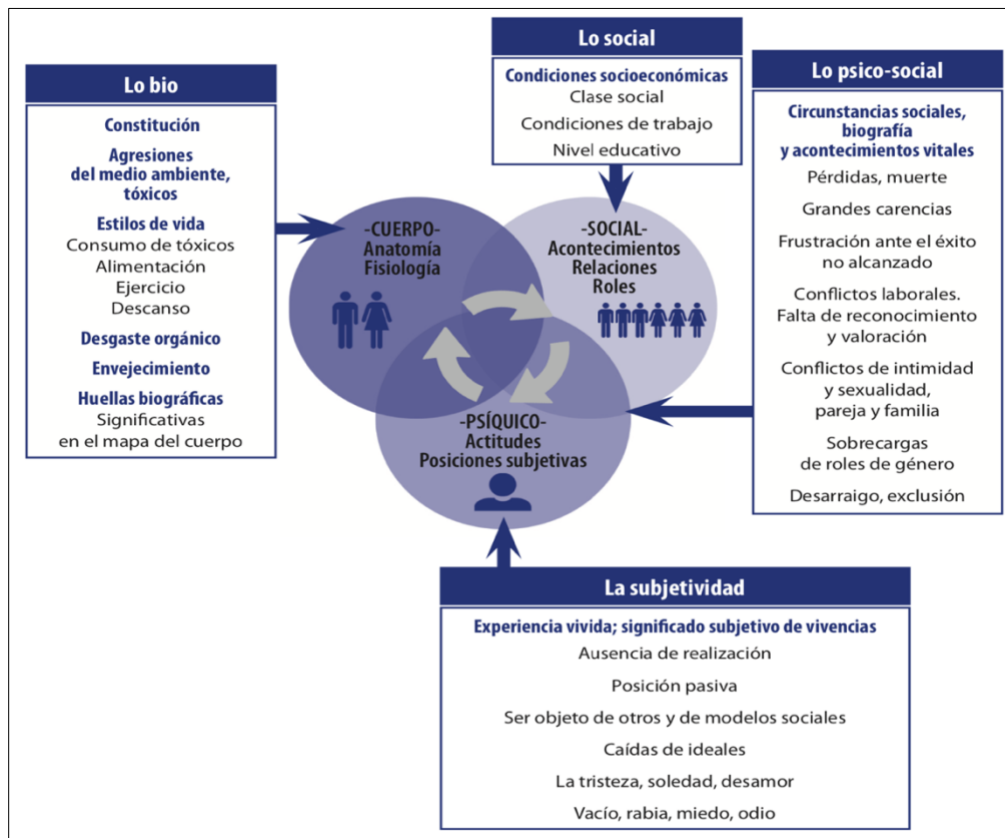 Lo bio
Constitución
Agresiones
del medio ambiente,
tóxicos
Estilos de vida
Consumo de tóxicos
Alimentación
Ejercicio
Descanso
Desgaste orgánico
Envejecimiento
Huellas biográficas
Significativas
en el mapa del cuerpo
Lo social
Condiciones socioeconómicas
Clase social
Condiciones de trabajo
Nivel educativo
Lo psico-social
Circunstancias sociales,
biografía
y acontecimientos vitales
Pérdidas, muerte
Grandes carencias
Frustración ante el éxito
no alcanzado
Conflictos laborales.
Falta de reconocimiento
y valoración
Conflictos de intimidad
y sexualidad,
pareja y familia
Sobrecargas
de roles de género
Desarraigo, exclusión
-CUERPO-
Anatomía
Fisiología
-SOCIAL-
Acontecimientos
Relaciones
Roles
-PSÍQUICO-
Actitudes
Posiciones subjetivas
La subjetividad
Experiencia vivida; significado subjetivo de vivencias
Ausencia de realización
Posición pasiva
Ser objeto de otros y de modelos sociales
Caídas de ideales
La tristeza, soledad, desamor
Vacío, rabia, miedo, odio